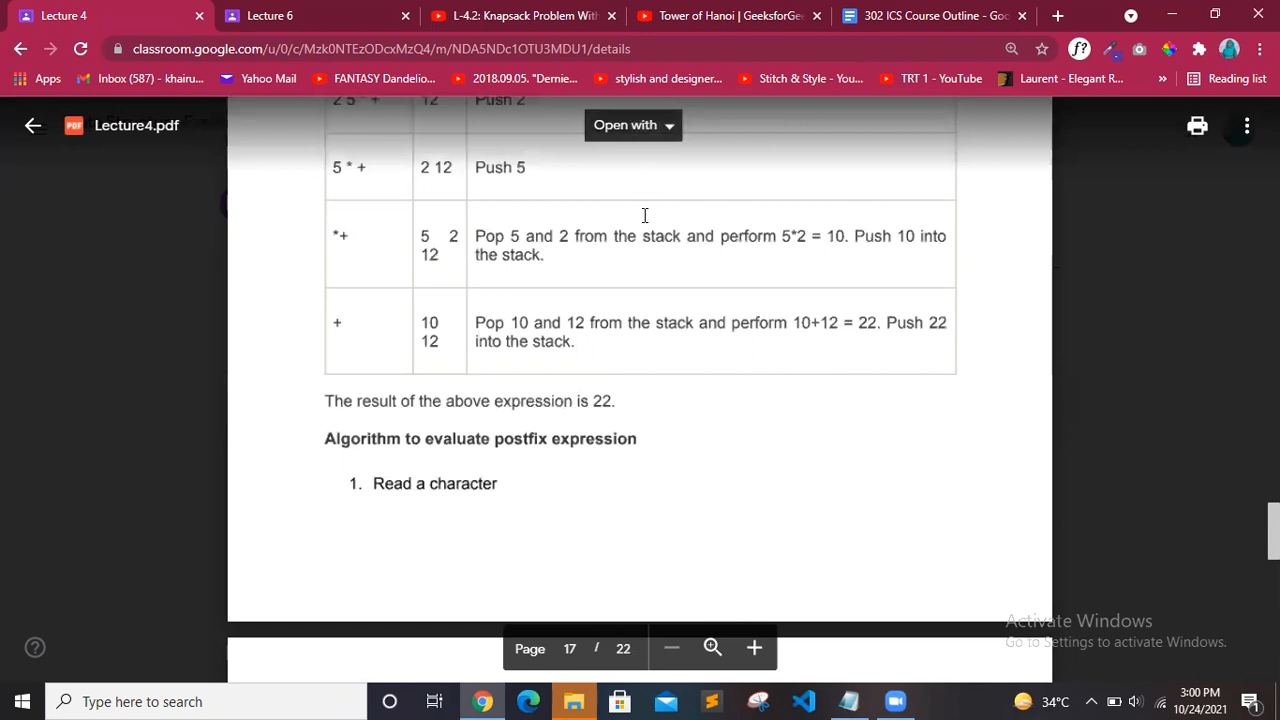 Lecture 4
Lecture 6
L-4.2: Knapsack Problem With
Tower of Hanoi | GeeksforGee
302 ICS Course Outline - Goo
classroom.google.com/u/0/c/Mzk0NTEzODcxMzQ4/m/NDA5NDc1OTU3MDU1/details
Apps
Inbox (587) - khairu...
Yahoo Mail
FANTASY Dandelio...
2018.09.05. "Dernie...
stylish and designer...
Stitch & Style - You...
TRT 1 - YouTube
Laurent - Elegant R...
»
Reading list
Lecture4.pdf
Open with
2 5 * + 12 Push 2
5 * + 2 12 Push 5
*+ 5 2 Pop 5 and 2 from the stack and perform 5*2 = 10. Push 10 into
12 the stack.
+ 10 Pop 10 and 12 from the stack and perform 10+12 = 22. Push 22
12 into the stack.
The result of the above expression is 22.
Algorithm to evaluate postfix expression
1. Read a character
Activate Windows
Go to Settings to activate Windows.
Page 17 / 22
Type here to search
34°C
3:00 PM
10/24/2021